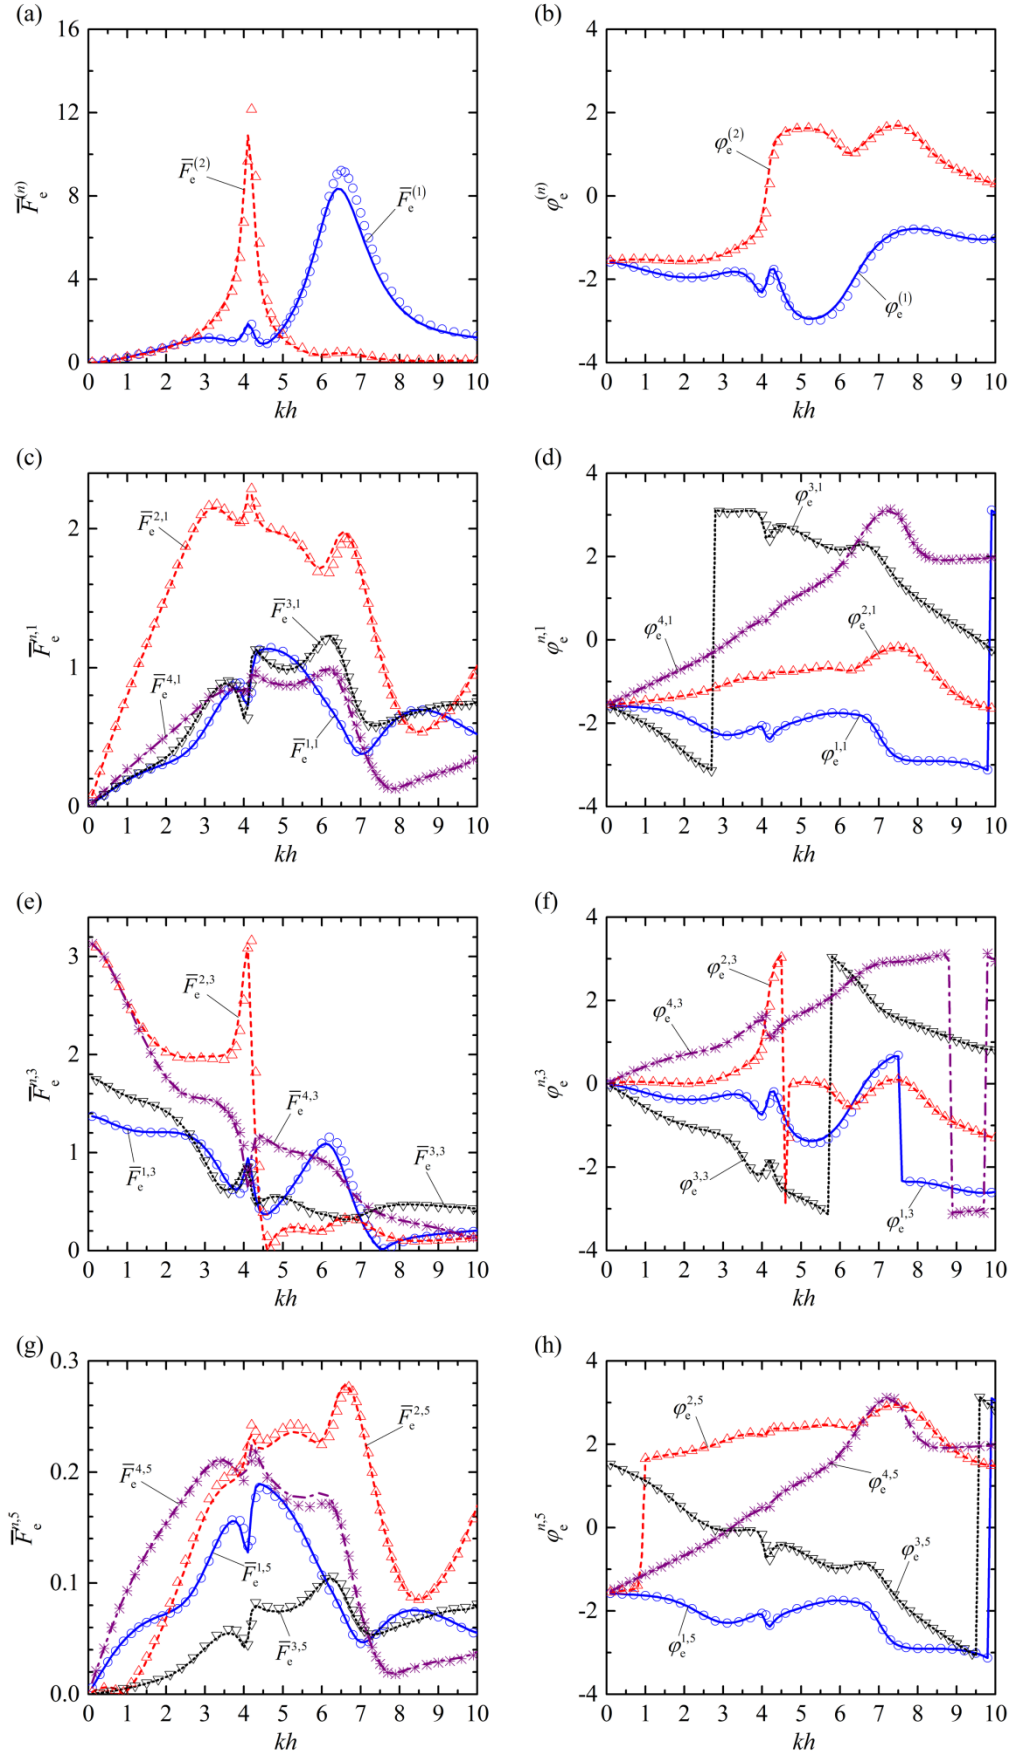 (a)
16
12
8
4
0
F̅e(n)
F̅e(2)
F̅e(1)
0 1 2 3 4 5 6 7 8 9 10
kh
(b)
4
2
0
-2
-4
φe(n)
φe(2)
φe(1)
0 1 2 3 4 5 6 7 8 9 10
kh
(c)
2
1
0
F̅en,1
F̅e2,1
F̅e3,1
F̅e4,1
F̅e1,1
0 1 2 3 4 5 6 7 8 9 10
kh
(d)
4
2
0
-2
-4
φen,1
φe3,1
φe4,1
φe2,1
φe1,1
0 1 2 3 4 5 6 7 8 9 10
kh
(e)
3
2
1
0
F̅en,3
F̅e2,3
F̅e4,3
F̅e3,3
F̅e1,3
0 1 2 3 4 5 6 7 8 9 10
kh
(f)
4
2
0
-2
-4
φen,3
φe2,3
φe4,3
φe3,3
φe1,3
0 1 2 3 4 5 6 7 8 9 10
kh
(g)
0.3
0.2
0.1
0.0
F̅en,5
F̅e2,5
F̅e4,5
F̅e1,5
F̅e3,5
0 1 2 3 4 5 6 7 8 9 10
kh
(h)
4
2
0
-2
-4
φen,5
φe2,5
φe4,5
φe3,5
φe1,5
0 1 2 3 4 5 6 7 8 9 10
kh